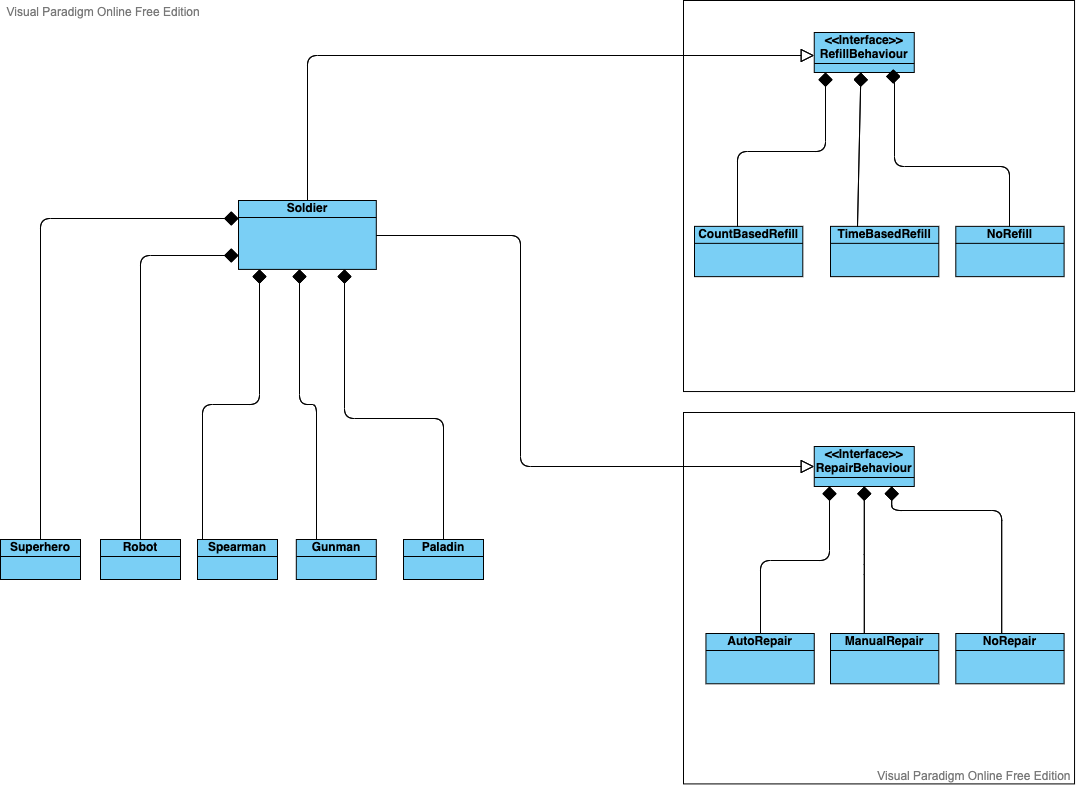 Visual Paradigm Online Free Edition
<<Interface>>
RefillBehaviour
Soldier
CountBasedRefill
TimeBasedRefill
NoRefill
<<Interface>>
RepairBehaviour
Superhero
Robot
Spearman
Gunman
Paladin
AutoRepair
ManualRepair
NoRepair
Visual Paradigm Online Free Edition